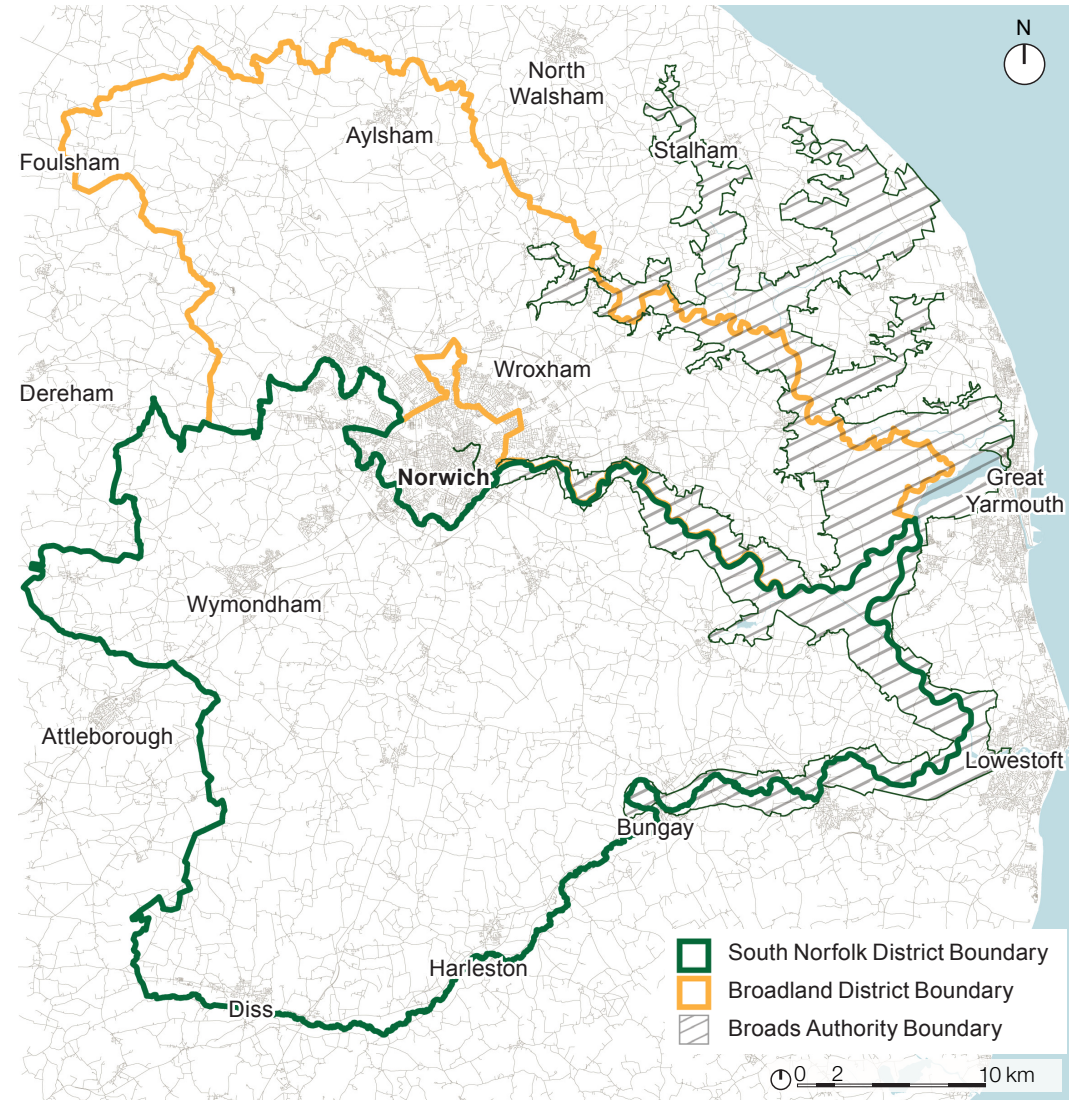 N
North
Walsham
Aylsham
Stalham
Foulsham
Wroxham
Dereham
Norwich
Great
Yarmouth
Wymondham
Attleborough
Lowestoft
Bungay
Harleston
Diss
South Norfolk District Boundary
Broadland District Boundary
Broads Authority Boundary
0 2 10 km